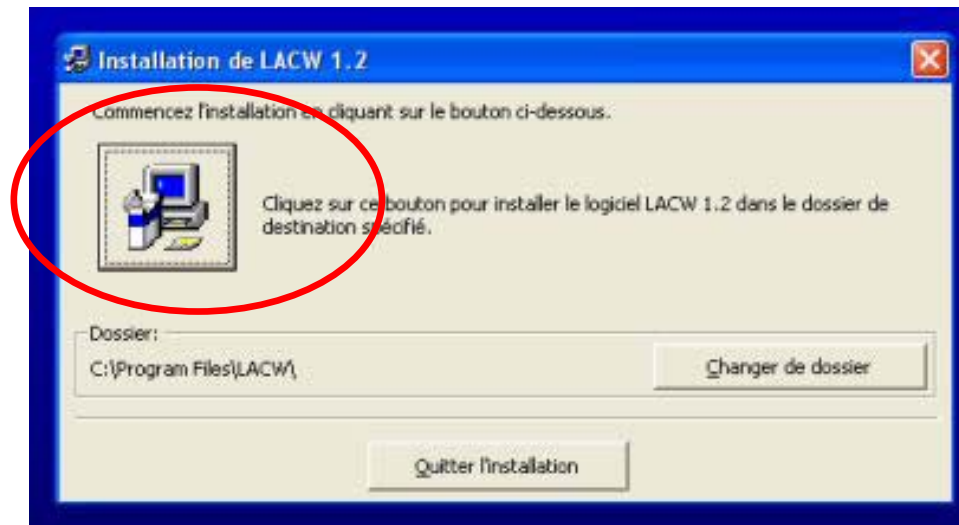 Installation de LACW 1.2
Commencez l'installation en cliquant sur le bouton ci-dessous.
Cliquez sur ce bouton pour installer le logiciel LACW 1.2 dans le dossier de
destination spécifié.
Dossier:
C:\Program Files\LACW\
Changer de dossier
Quitter l'installation